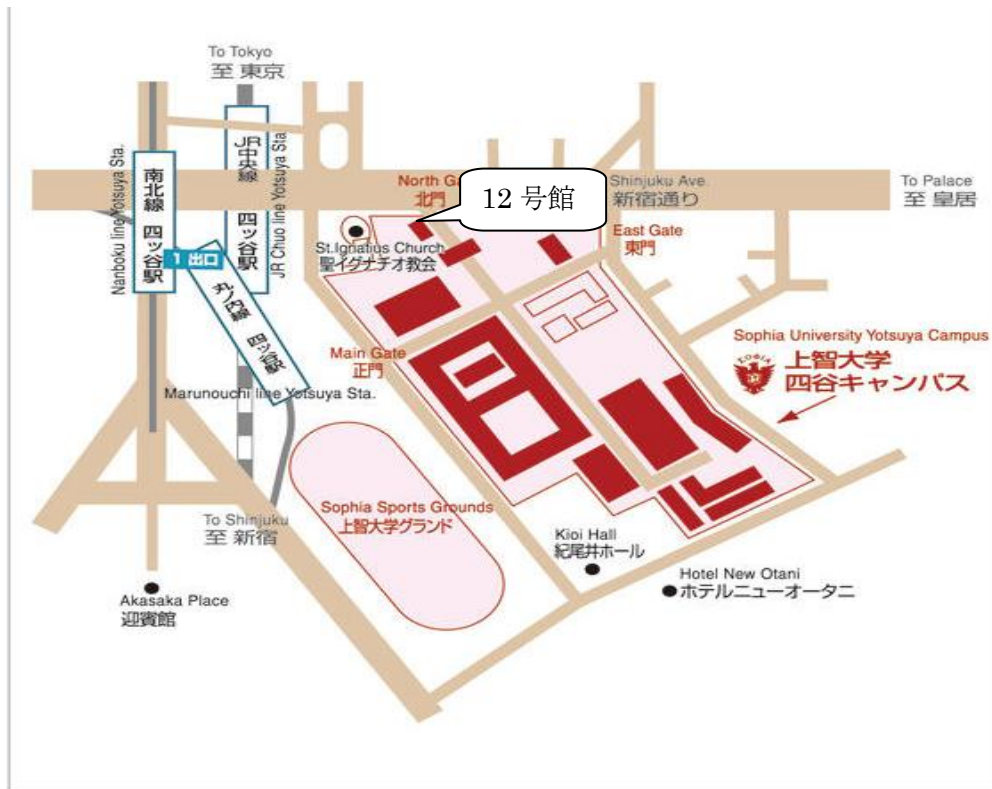 To Tokyo
至 東京
Nanboku line Yotsuya Sta.
南北線 四ッ谷駅
JR中央線 四ッ谷駅
JR Chuo line Yotsuya Sta.
1 出口
丸ノ内線 四ッ谷駅
Marunouchi line Yotsuya Sta.
North Ga
北門
12 号館
Shinjuku Ave.
新宿通り
To Palace
至 皇居
East Gate
東門
St.Ignatius Church
聖イグナチオ教会
Main Gate
正門
Sophia University Yotsuya Campus
上智大学
四谷キャンパス
Sophia Sports Grounds
上智大学グランド
To Shinjuku
至 新宿
Kioi Hall
紀尾井ホール
Hotel New Otani
ホテルニューオータニ
Akasaka Place
迎賓館